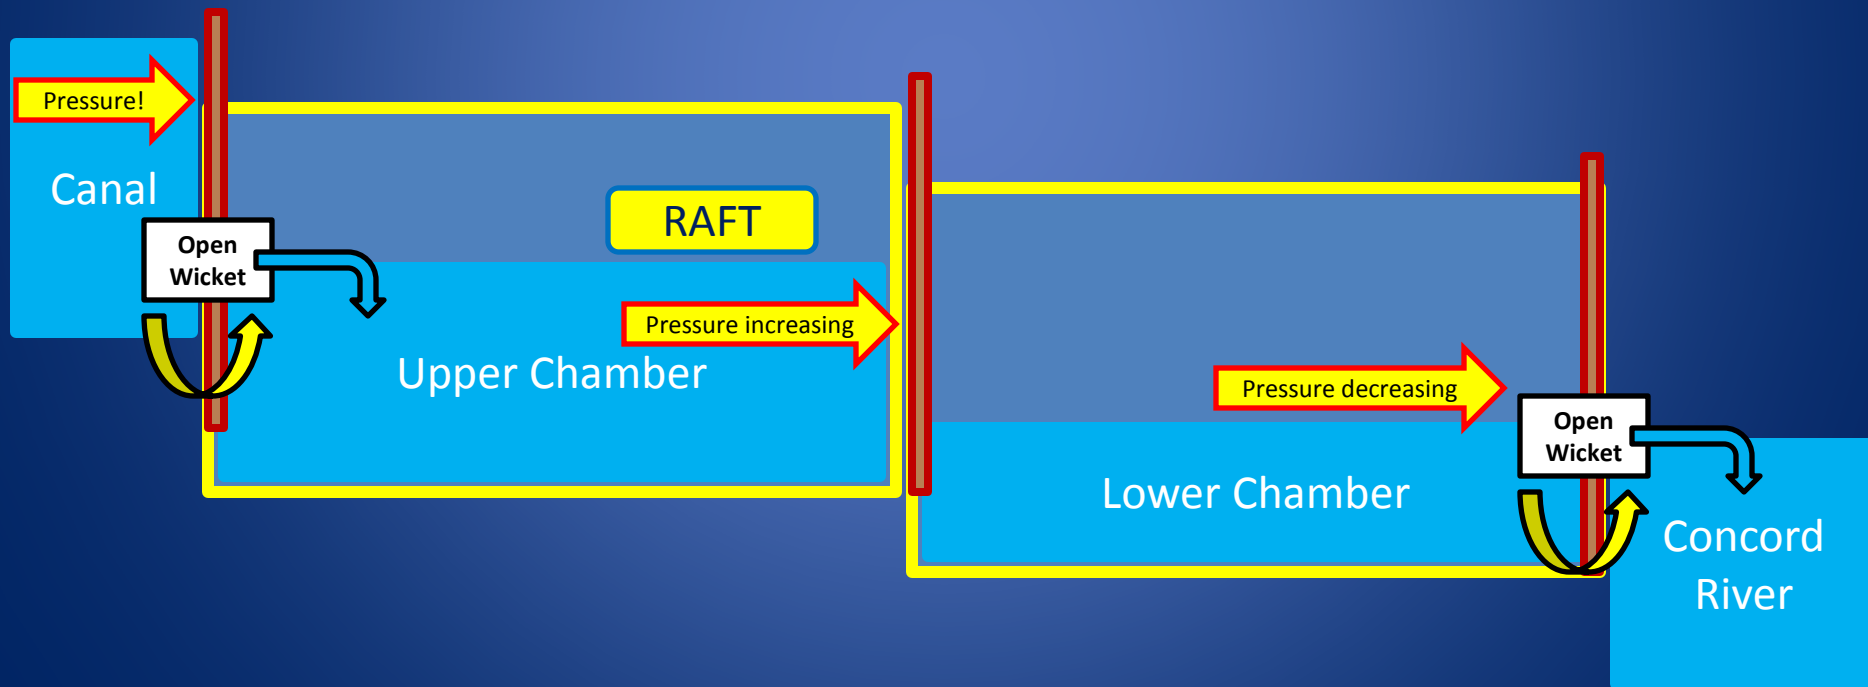 Pressure!
Canal
Open
Wicket
RAFT
Pressure increasing
Upper Chamber
Pressure decreasing
Open
Wicket
Lower Chamber
Concord
River